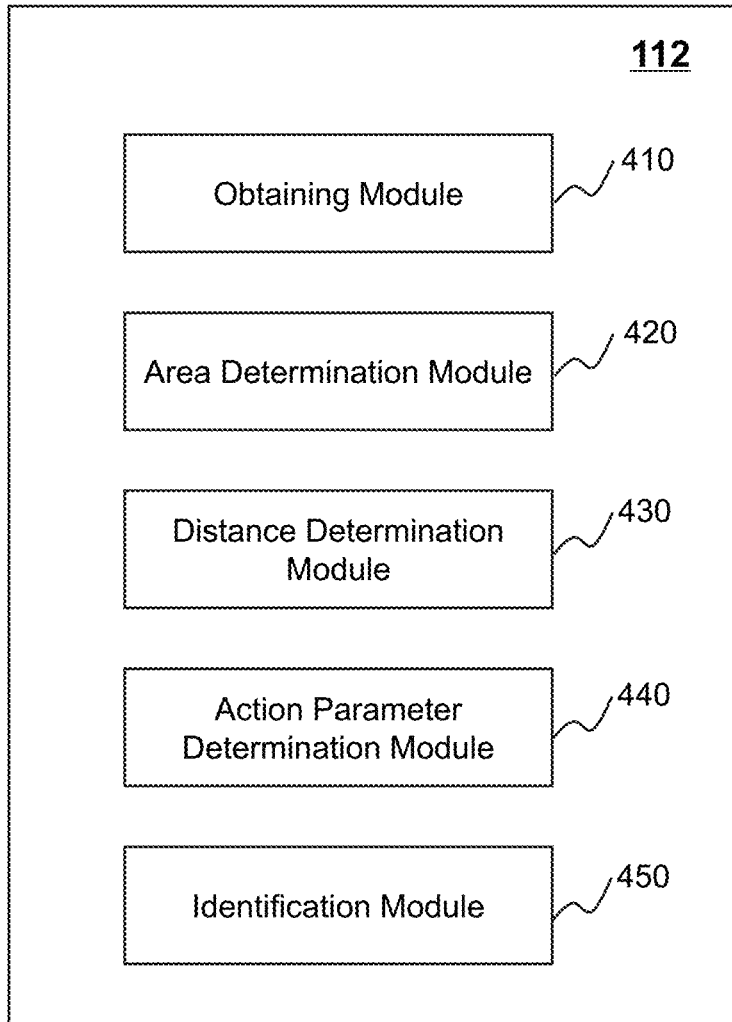 112
Obtaining Module
410
Area Determination Module
420
Distance Determination
Module
430
Action Parameter
Determination Module
440
Identification Module
450